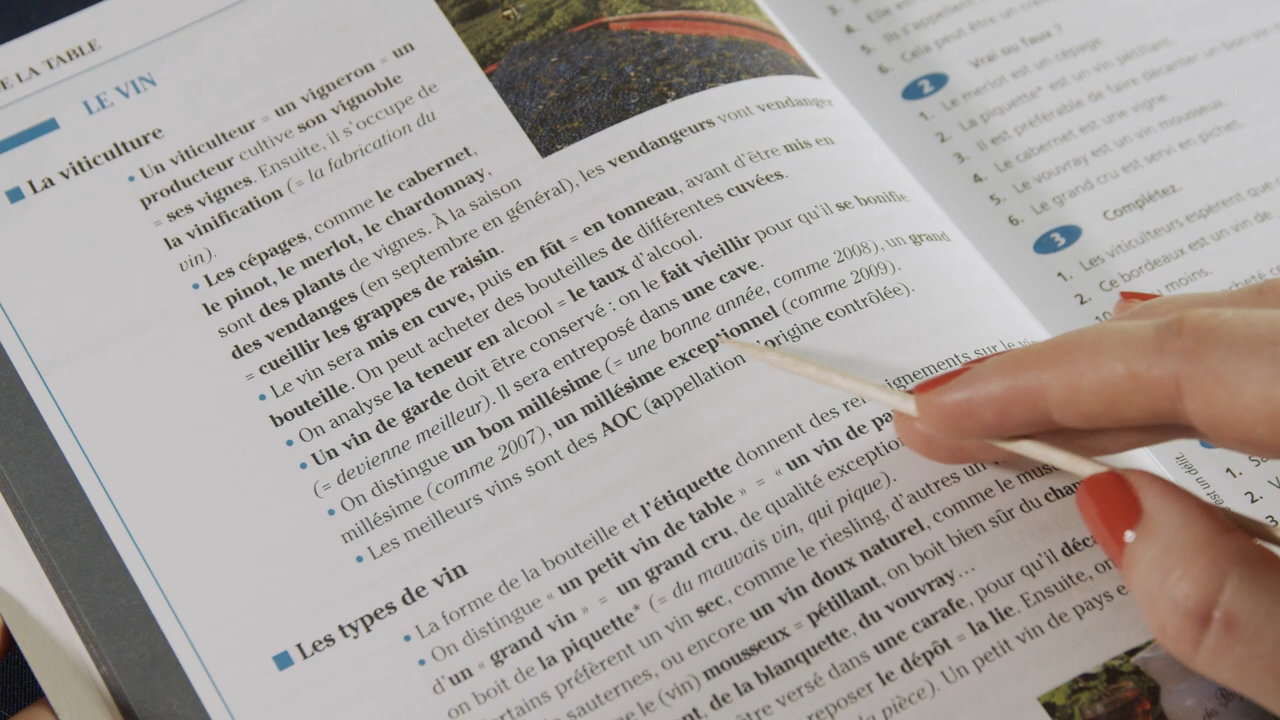 E LA TABLE
LE VIN
La viticulture
• Un viticulteur = un vigneron = un
producteur cultive son vignoble
= ses vignes. Ensuite, il s'occupe de
la vinification (= la fabrication du
vin).
• Les cépages, comme le cabernet,
le pinot, le merlot, le chardonnay,
sont des plants de vignes. À la saison
des vendanges (en septembre en général), les vendangeurs vont vendanger
= cueillir les grappes de raisin.
• Le vin sera mis en cuve, puis en fût = en tonneau, avant d'être mis en
bouteille. On peut acheter des bouteilles de différentes cuvées.
• On analyse la teneur en alcool = le taux d'alcool.
• Un vin de garde doit être conservé : on le fait vieillir pour qu'il se bonifie
(= devienne meilleur). Il sera entreposé dans une cave.
• On distingue un bon millésime (= une bonne année, comme 2008), un grand
millésime (comme 2007), un millésime exceptionnel (comme 2009).
• Les meilleurs vins sont des AOC (appellation origine contrôlée).
Les types de vin
• La forme de la bouteille et l'étiquette donnent des sur le
• On distingue « un petit vin de table » = « un vin de
d'un « grand vin » = un grand cru, de qualité
on boit de la piquette* (= du mauvais vin, qui pique).
préfèrent un vin sec, comme le riesling, d'autres un
sauternes, ou encore un vin doux naturel, comme le
le (vin) mousseux = pétillant, on boit bien sûr du
de la blanquette, du vouvray...
être versé dans une carafe, pour qu'il
reposer le dépôt = la lie. Ensuite,
pièce). Un petit vin de pays
3.
4. Elle
5. Ils s'appellent
6. Cela peut être un
2 Vrai ou faux ?
1. Le merlot est un cépage.
2. La piquette* est un vin pétillant.
3. Il est préférable de faire décanter un bon vin
4. Le cabernet est une vigne.
5. Le vouvray est un vin mousseux.
6. Le grand cru est servi en pichet.
3 Complétez.
1. Les viticulteurs espèrent que
2. Ce bordeaux est un vin de
moins.
est un délit.
1.
2.
3